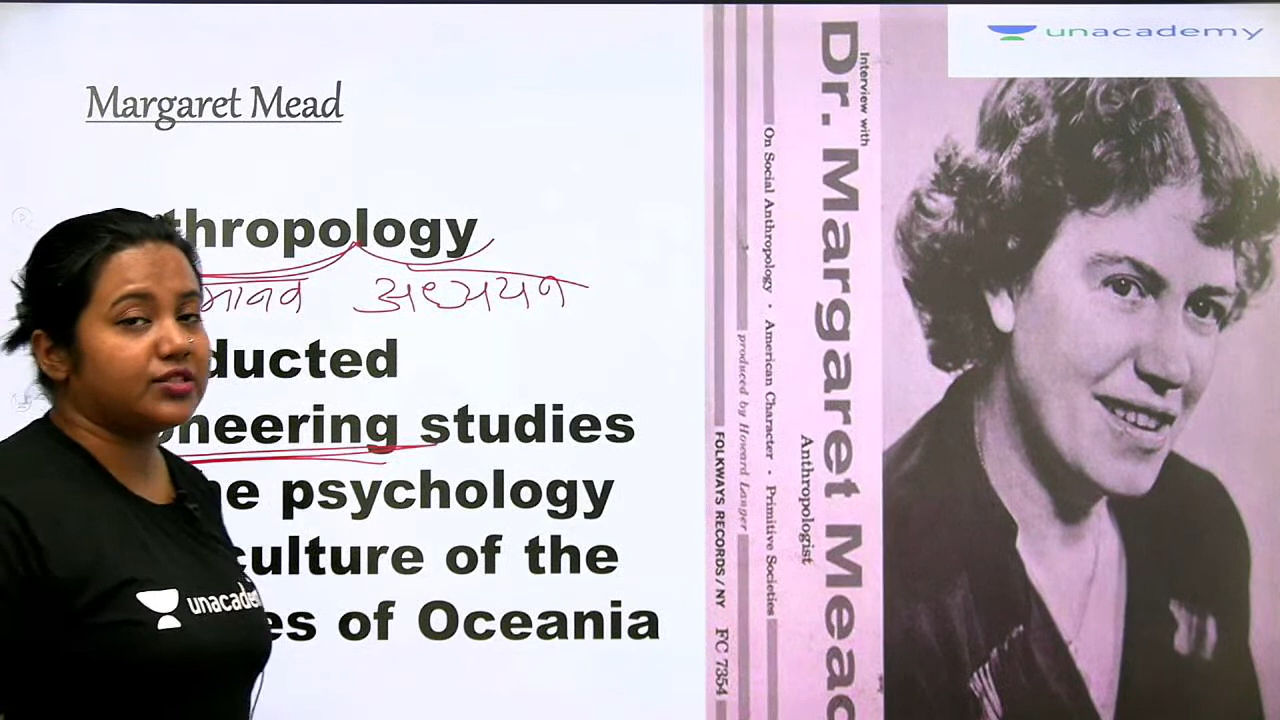 unacademy
Margaret Mead
thropology
मानव अध्ययन
ducted
neering studies
he psychology
culture of the
es of Oceania
unacade
Interview with
Dr. Margaret Mead
Anthropologist
On Social Anthropology • American Character • Primitive Societies
produced by Howard Langer
FOLKWAYS RECORDS / NY FC 7354